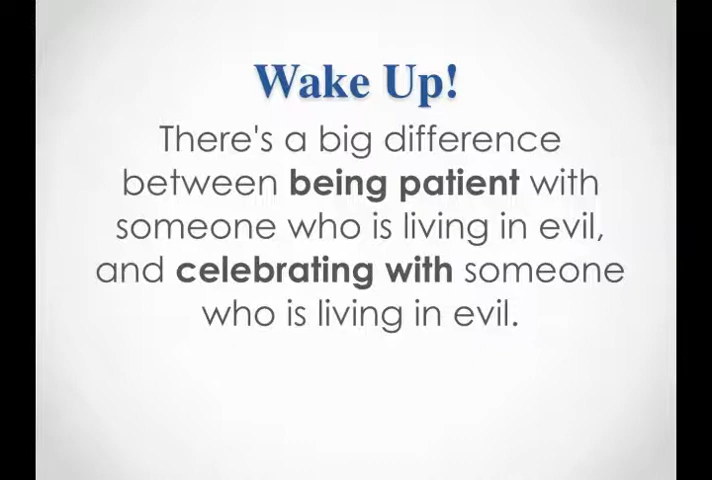 Wake Up!
There's a big difference
between being patient with
someone who is living in evil,
and celebrating with someone
who is living in evil.